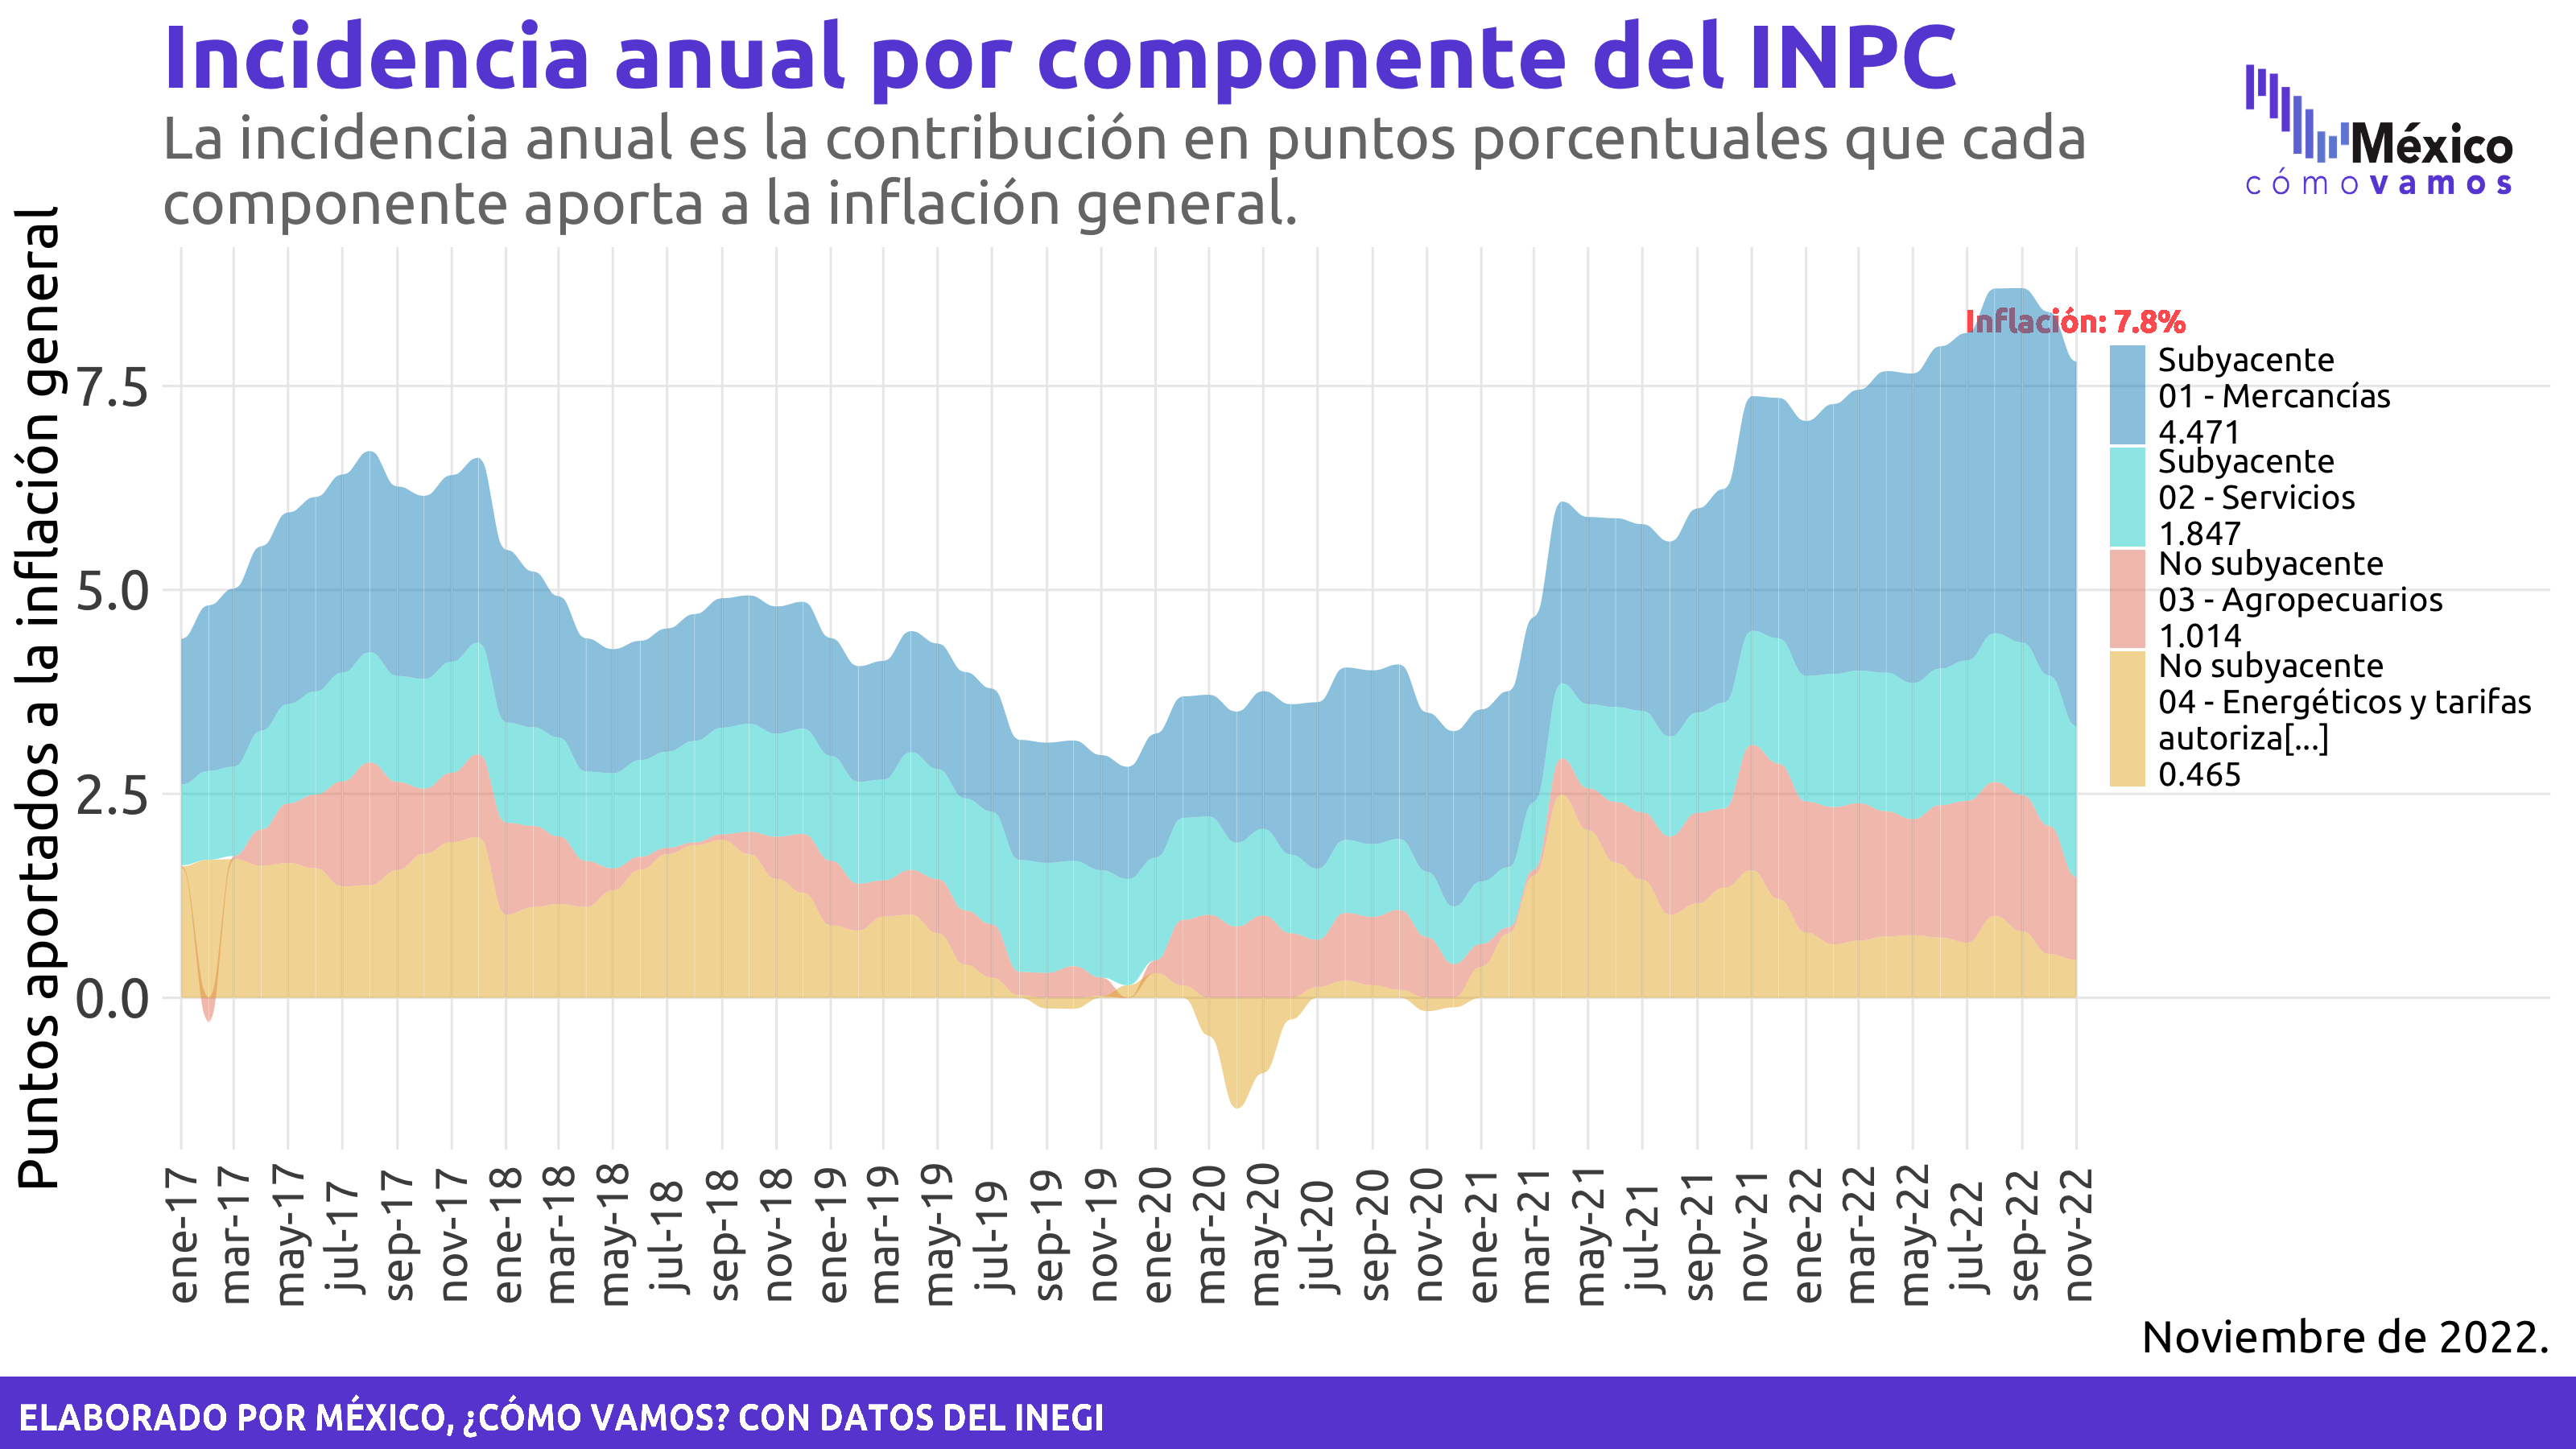 Incidencia anual por componente del INPC
La incidencia anual es la contribución en puntos porcentuales que cada
componente aporta a la inflación general.
México
cómovamos
Puntos aportados a la inflación general
7.5
5.0
2.5
0.0
Inflación: 7.8%
Subyacente
01 - Mercancías
4.471
Subyacente
02 - Servicios
1.847
No subyacente
03 - Agropecuarios
1.014
No subyacente
04 - Energéticos y tarifas
autoriza[...]
0.465
ene-17
mar-17
may-17
jul-17
sep-17
nov-17
ene-18
mar-18
may-18
jul-18
sep-18
nov-18
ene-19
mar-19
may-19
jul-19
sep-19
nov-19
ene-20
mar-20
may-20
jul-20
sep-20
nov-20
ene-21
mar-21
may-21
jul-21
sep-21
nov-21
ene-22
mar-22
may-22
jul-22
sep-22
nov-22
Noviembre de 2022.
ELABORADO POR MÉXICO, ¿CÓMO VAMOS? CON DATOS DEL INEGI